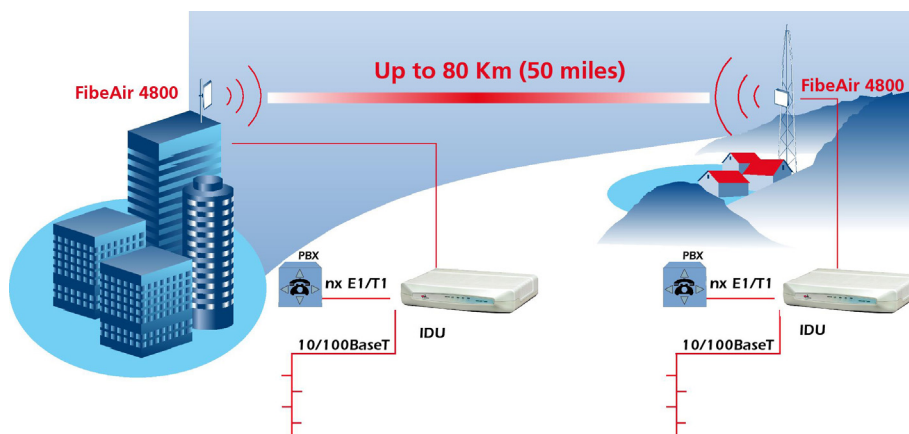 Up to 80 Km (50 miles)
FibeAir 4800
FibeAir 4800
PBX
nx E1/T1
IDU
10/100BaseT
PBX
nx E1/T1
IDU
10/100BaseT